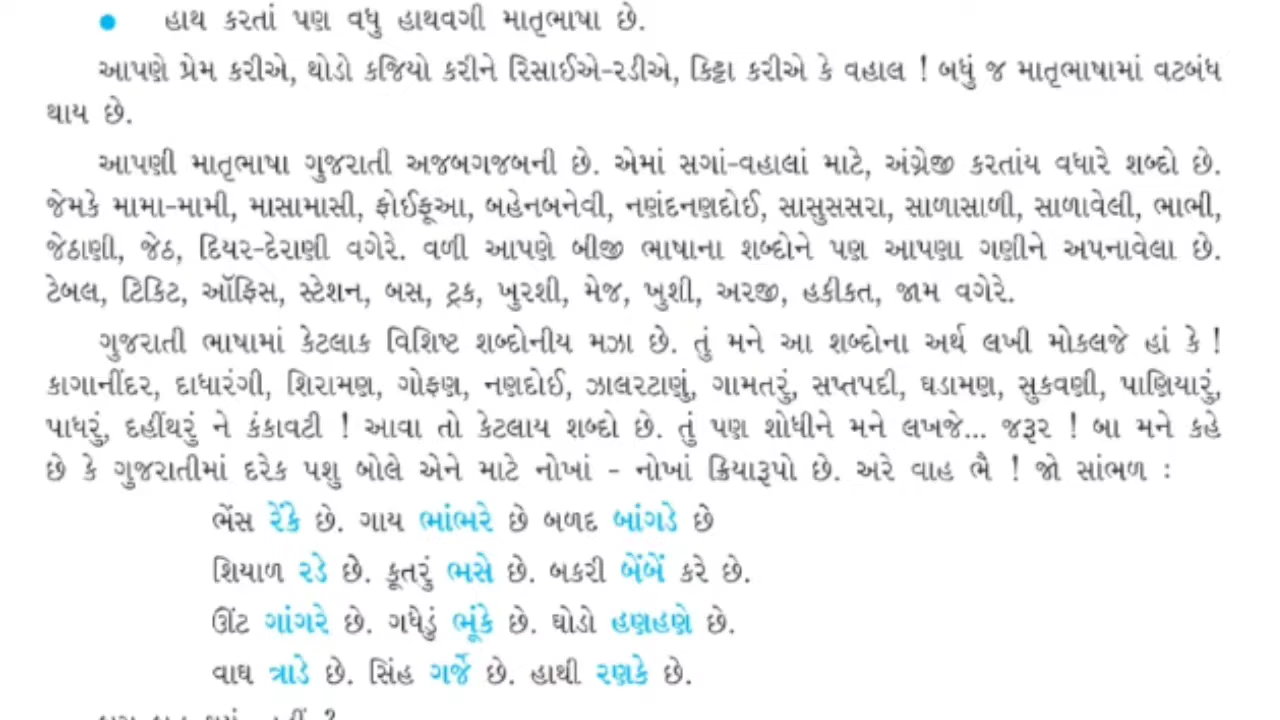 ● હાથ કરતાં પણ વધુ હાથવગી માતૃભાષા છે.
આપણે પ્રેમ કરીએ, થોડો કજિયો કરીને રિસાઈએ-રડીએ, કિટ્ટા કરીએ કે વહાલ ! બધું જ માતૃભાષામાં વટબંધ
થાય છે.
આપણી માતૃભાષા ગુજરાતી અજબગજબની છે. એમાં સગાં-વહાલાં માટે, અંગ્રેજી કરતાંય વધારે શબ્દો છે.
જેમકે મામા-મામી, માસામાસી, ફોઈફૂઆ, બહેનબનેવી, નણંદનણદોઈ, સાસુસસરા, સાળાસાળી, સાળાવેલી, ભાભી,
જેઠાણી, જેઠ, દિયર-દેરાણી વગેરે. વળી આપણે બીજી ભાષાના શબ્દોને પણ આપણા ગણીને અપનાવેલા છે.
ટેબલ, ટિકિટ, ઑફિસ, સ્ટેશન, બસ, ટ્રક, ખુરશી, મેજ, ખુશી, અરજી, હકીકત, જામ વગેરે.
ગુજરાતી ભાષામાં કેટલાક વિશિષ્ટ શબ્દોનીય મઝા છે. તું મને આ શબ્દોના અર્થ લખી મોકલજે હાં કે !
કાગાનીંદર, દાધારંગી, શિરામણ, ગોફણ, નણદોઈ, ઝાલરટાણું, ગામતરું, સપ્તપદી, ઘડામણ, સુકવણી, પાણિયારું,
પાધરું, દહીંથરું ને કંકાવટી ! આવા તો કેટલાય શબ્દો છે. તું પણ શોધીને મને લખજે... જરૂર ! બા મને કહે
છે કે ગુજરાતીમાં દરેક પશુ બોલે એને માટે નોખાં - નોખાં ક્રિયારૂપો છે. અરે વાહ ભૈ ! જો સાંભળ :
ભેંસ રેંકે છે. ગાય ભાંભરે છે બળદ બાંગડે છે
શિયાળ રડે છે. કૂતરું ભસે છે. બકરી બેંબેં કરે છે.
ઊંટ ગાંગરે છે. ગધેડું ભૂંકે છે. ઘોડો હણહણે છે.
વાઘ ત્રાડે છે. સિંહ ગર્જે છે. હાથી રણકે છે.